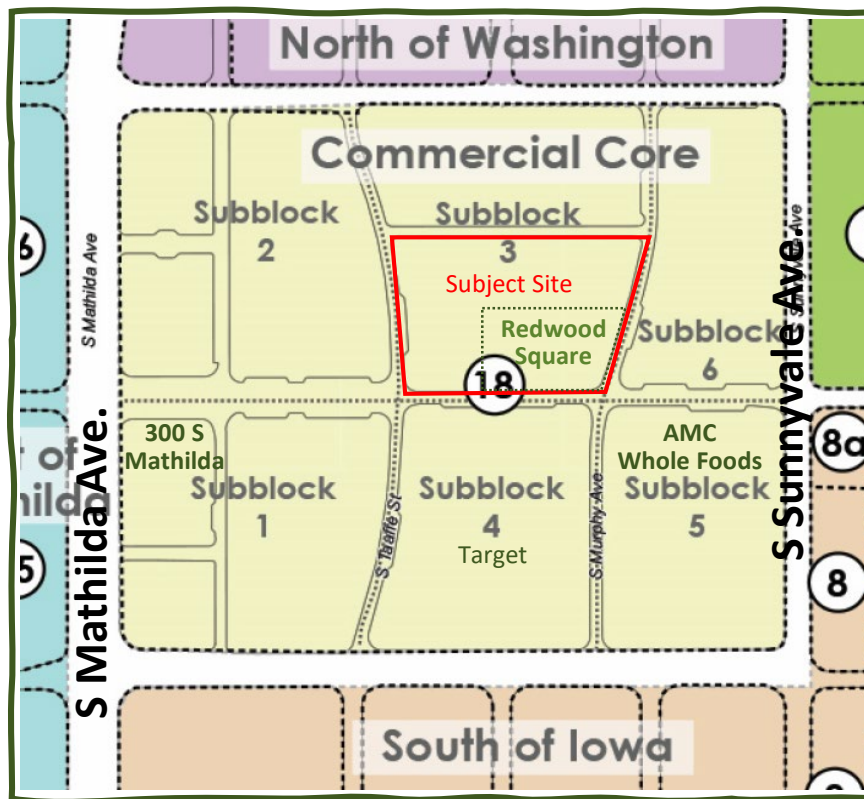 North of Washington
Commercial Core
Subblock
2
Subblock
3
Subject Site
Redwood
Square
Subblock
6
18
S Mathilda Ave
S Mathilda Ave.
S Sunnyvale Ave.
300 S
Mathilda
Subblock
1
S Taaffe St
Subblock
4
Target
S Murphy Ave
AMC
Whole Foods
Subblock
5
8a
8
of
South of Iowa